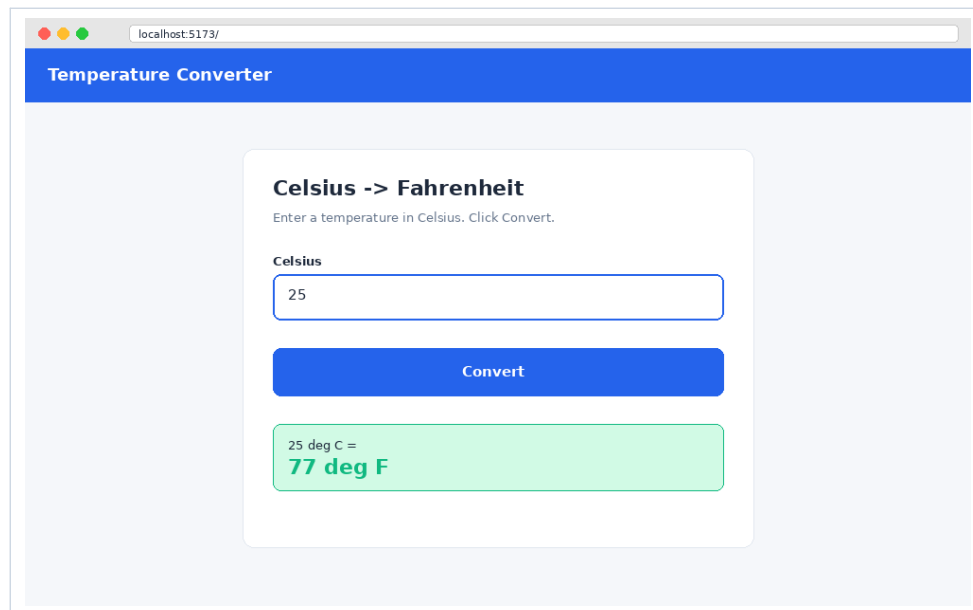 localhost:5173/
Temperature Converter
Celsius -> Fahrenheit
Enter a temperature in Celsius. Click Convert.
Celsius
25
Convert
25 deg C =
77 deg F